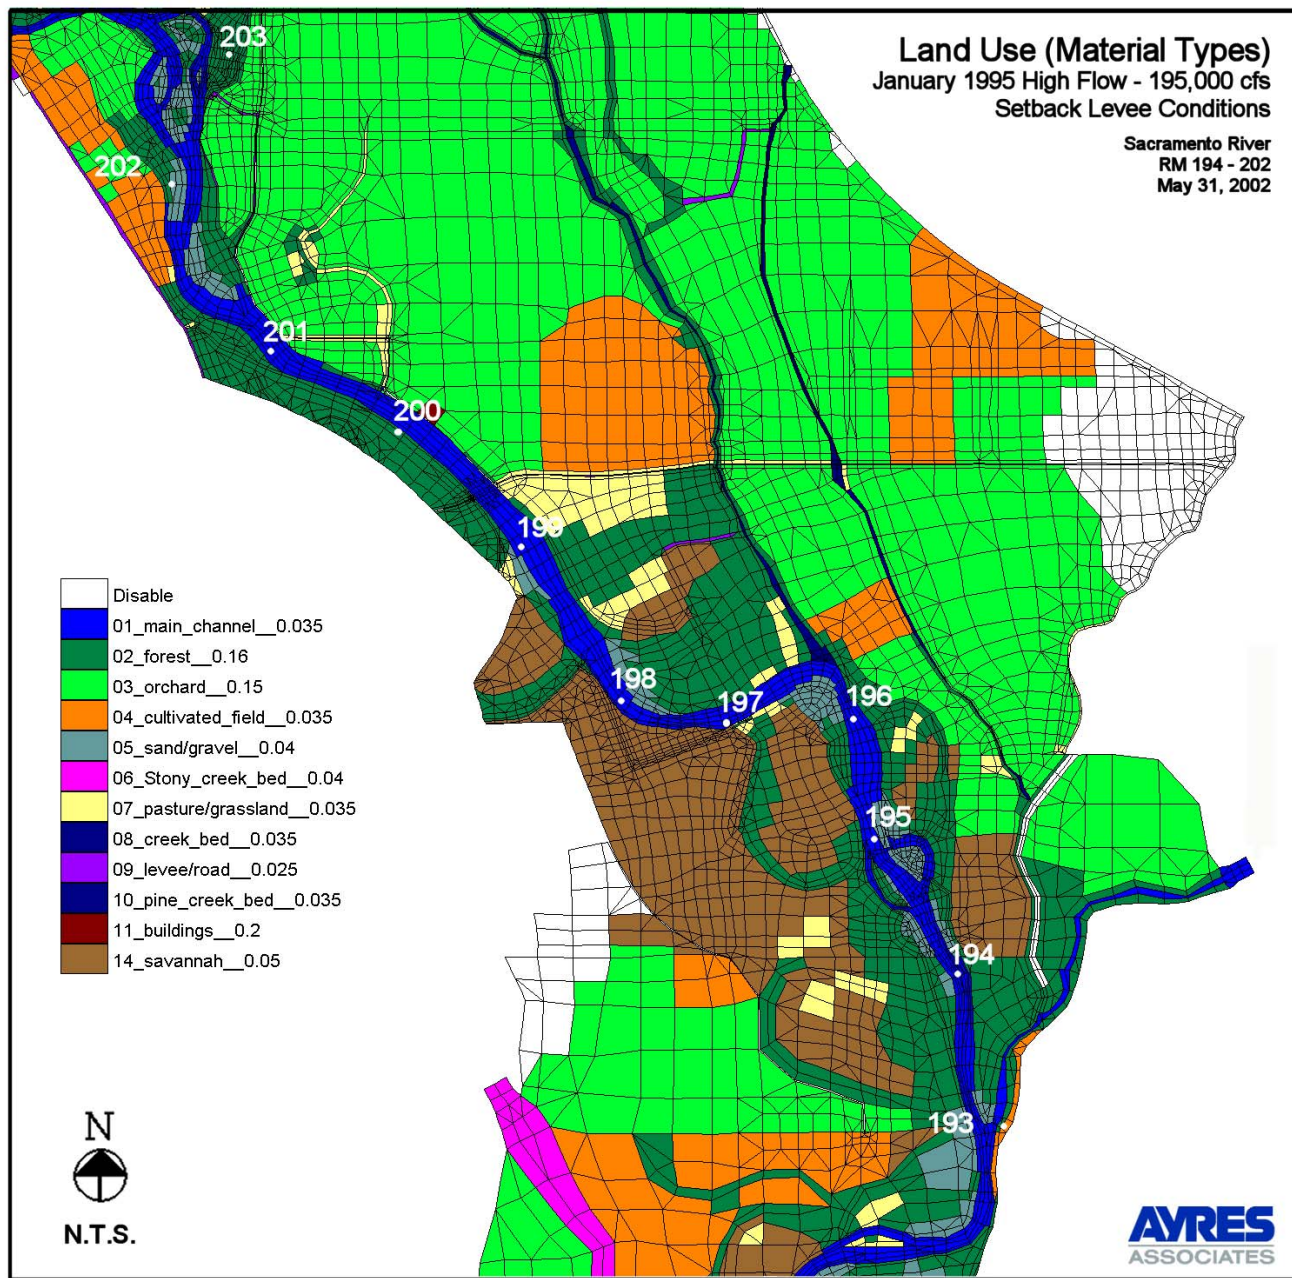 Land Use (Material Types)
January 1995 High Flow - 195,000 cfs
Setback Levee Conditions
Sacramento River
RM 194 - 202
May 31, 2002
203
202
201
200
199
198
197
196
195
194
193
Disable
01_main_channel__0.035
02_forest__0.16
03_orchard__0.15
04_cultivated_field__0.035
05_sand/gravel__0.04
06_Stony_creek_bed__0.04
07_pasture/grassland__0.035
08_creek_bed__0.035
09_levee/road__0.025
10_pine_creek_bed__0.035
11_buildings__0.2
14_savannah__0.05
N
N.T.S.
AYRES
ASSOCIATES